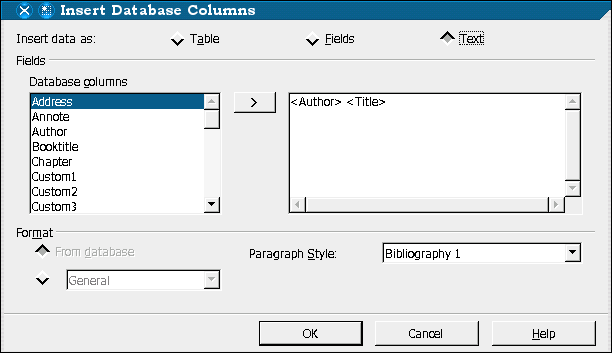 Insert Database Columns
Insert data as: Table Fields Text
Fields
Database columns
Address
Annote
Author
Booktitle
Chapter
Custom1
Custom2
Custom3
>
<Author> <Title>
Format
From database
General
Paragraph Style: Bibliography 1
OK Cancel Help